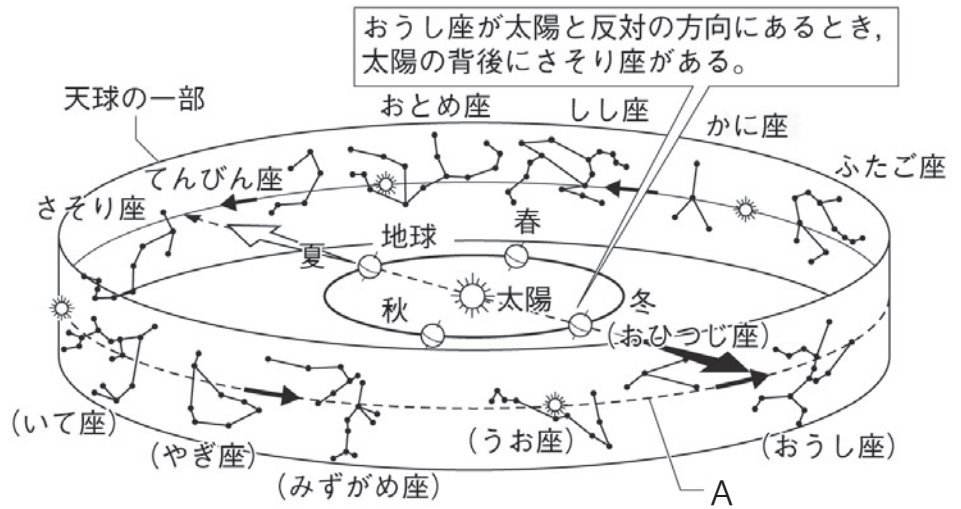 おうし座が太陽と反対の方向にあるとき,
太陽の背後にさそり座がある。
天球の一部
おとめ座
しし座
かに座
ふたご座
てんびん座
さそり座
春
地球
夏
太陽
冬
秋
(おひつじ座)
(いて座)
(やぎ座)
(みずがめ座)
(うお座)
(おうし座)
A